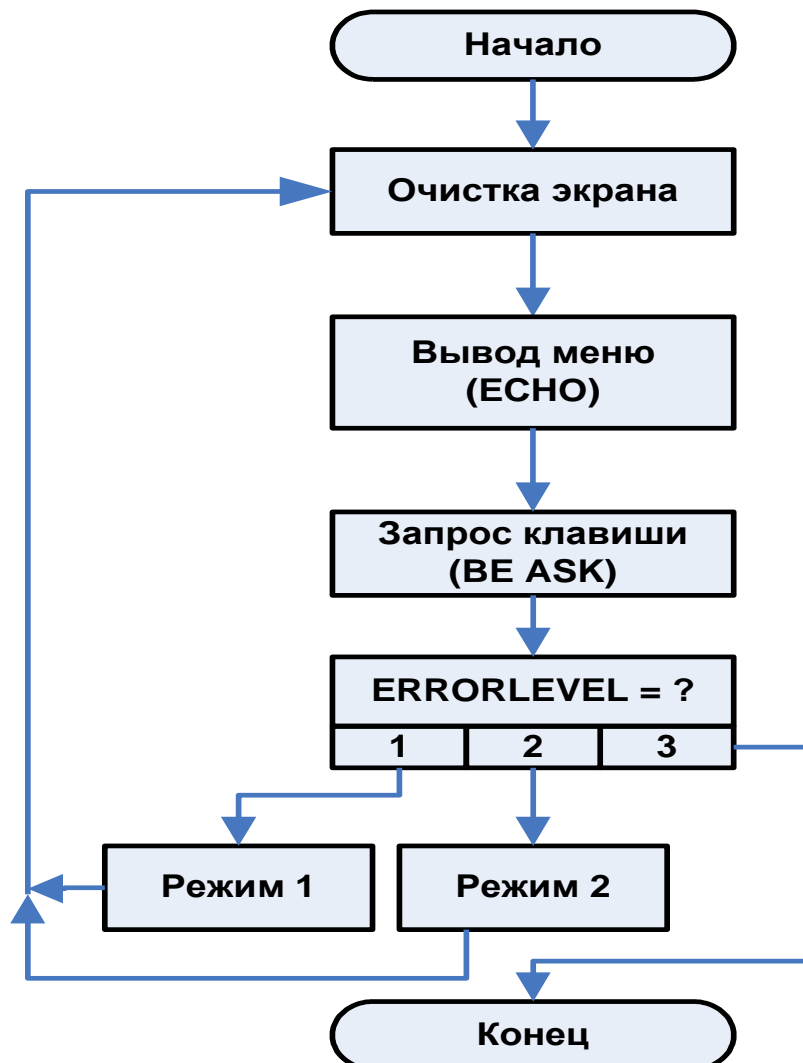 Начало
Очистка экрана
Вывод меню
(ECHO)
Запрос клавиши
(BE ASK)
ERRORLEVEL = ?
1 2 3
Режим 1 Режим 2
Конец